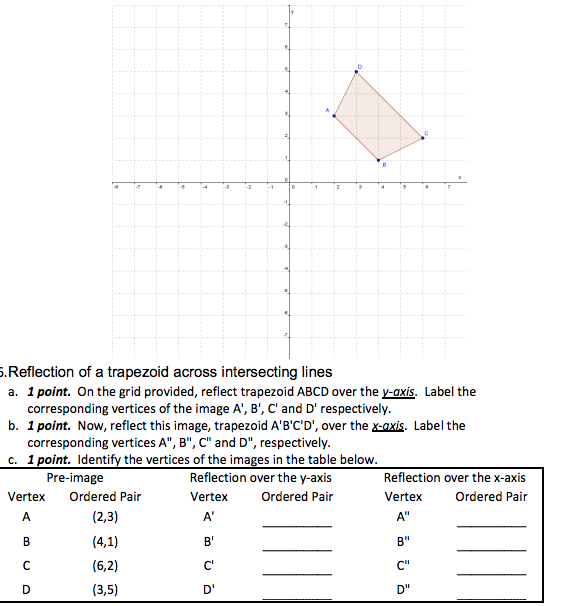 y
7
6
5
D
4
A
3
2
C
1
B
0
x
-8 -7 -6 -5 -4 -3 -2 -1 0 1 2 3 4 5 6 7
-1
-2
-3
-4
-5
-6
-7
5.Reflection of a trapezoid across intersecting lines
a. 1 point. On the grid provided, reflect trapezoid ABCD over the y-axis. Label the
corresponding vertices of the image A', B', C' and D' respectively.
b. 1 point. Now, reflect this image, trapezoid A'B'C'D', over the x-axis. Label the
corresponding vertices A", B", C" and D", respectively.
c. 1 point. Identify the vertices of the images in the table below.
Pre-image Reflection over the y-axis Reflection over the x-axis
Vertex Ordered Pair Vertex Ordered Pair Vertex Ordered Pair
A (2,3) A' A"
B (4,1) B' B"
C (6,2) C' C"
D (3,5) D' D"